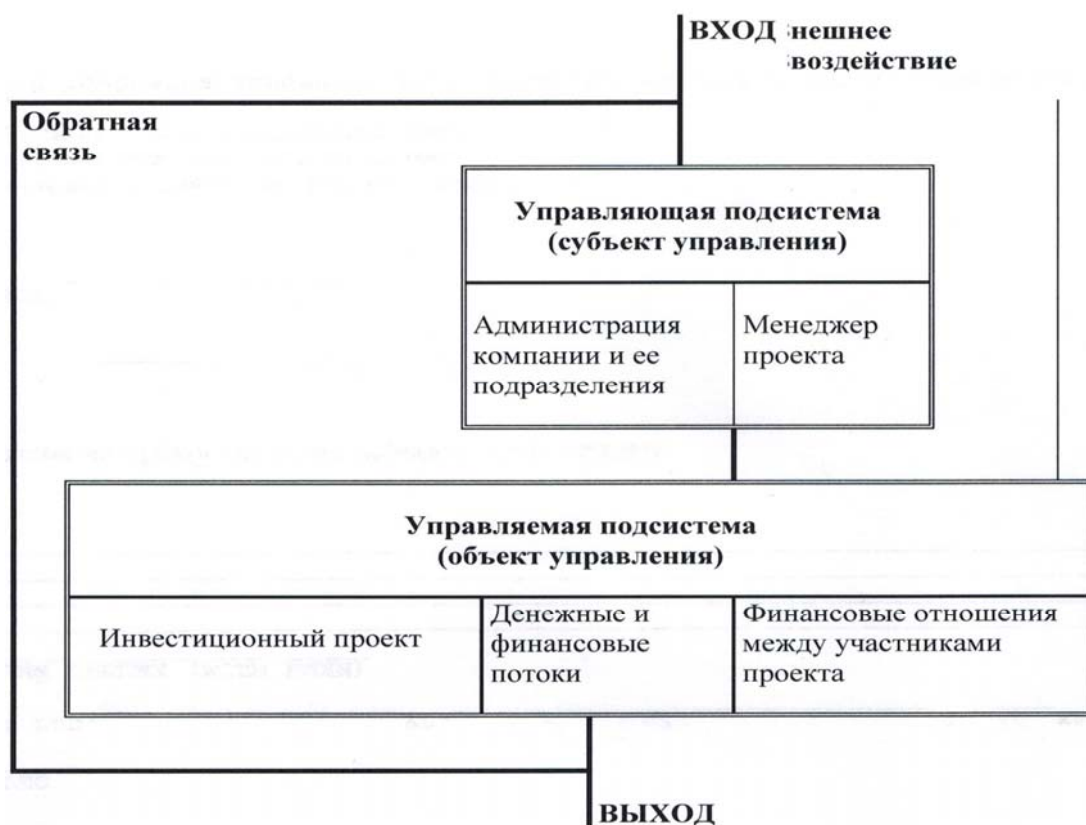 ВХОД нешнее
воздействие
Обратная
связь
Управляющая подсистема
(субъект управления)
Администрация
компании и ее
подразделения
Менеджер
проекта
Управляемая подсистема
(объект управления)
Инвестиционный проект
Денежные и
финансовые
потоки
Финансовые отношения
между участниками
проекта
ВЫХОД